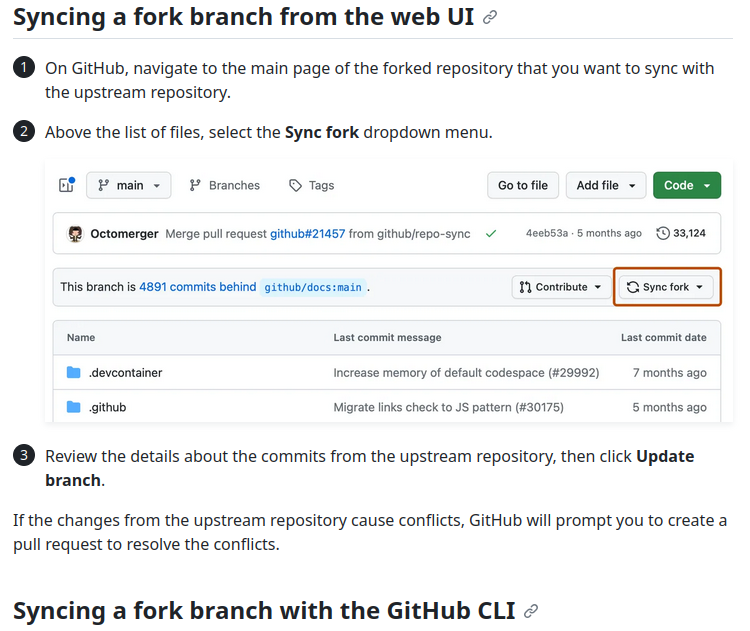 Syncing a fork branch from the web UI
1 On GitHub, navigate to the main page of the forked repository that you want to sync with
the upstream repository.
2 Above the list of files, select the Sync fork dropdown menu.
main Branches Tags Go to file Add file Code
Octomerger Merge pull request github#21457 from github/repo-sync 4eeb53a · 5 months ago 33,124
This branch is 4891 commits behind github/docs:main . Contribute Sync fork
Name Last commit message Last commit date
.devcontainer Increase memory of default codespace (#29992) 7 months ago
.github Migrate links check to JS pattern (#30175) 5 months ago
3 Review the details about the commits from the upstream repository, then click Update
branch.
If the changes from the upstream repository cause conflicts, GitHub will prompt you to create a
pull request to resolve the conflicts.
Syncing a fork branch with the GitHub CLI